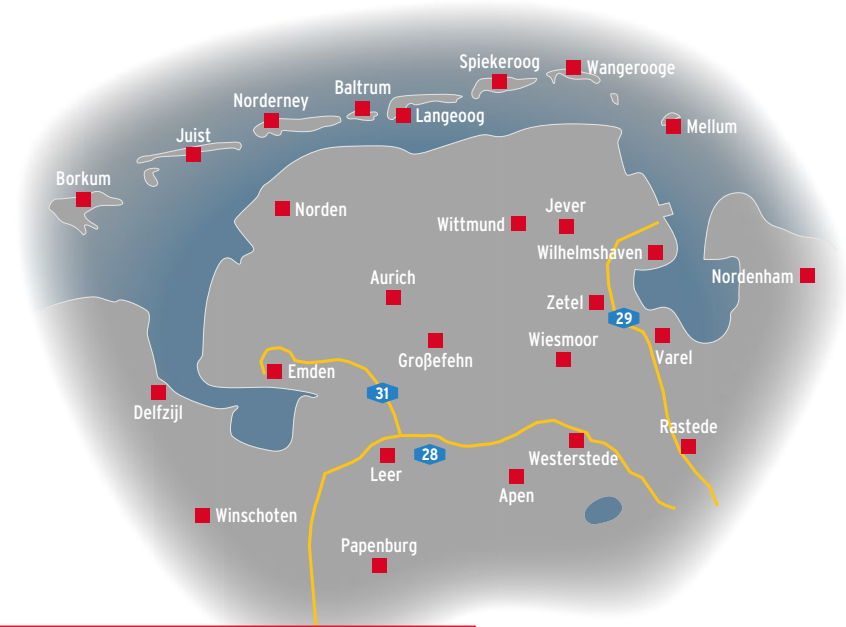 Spiekeroog
Wangerooge
Baltrum
Norderney
Langeoog
Mellum
Juist
Borkum
Norden
Jever
Wittmund
Wilhelmshaven
Nordenham
Aurich
Zetel
29
Wiesmoor
Großefehn
Varel
Emden
31
Delfzijl
Rastede
28
Westerstede
Leer
Apen
Winschoten
Papenburg